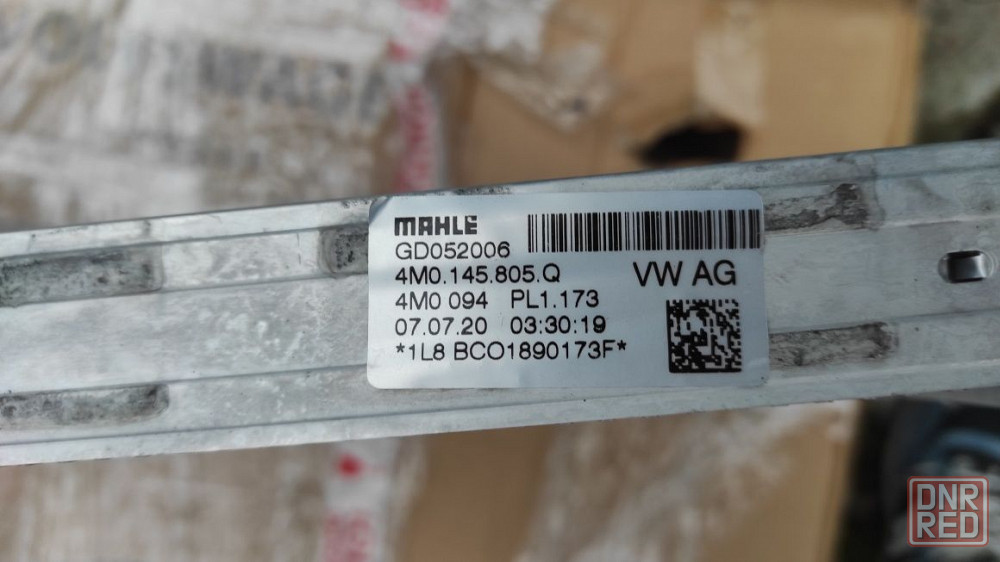 MAHLE
GD052006
4M0.145.805.Q VW AG
4M0 094 PL1.173
07.07.20 03:30:19
*1L8 BCO1890173F*
DNR
RED